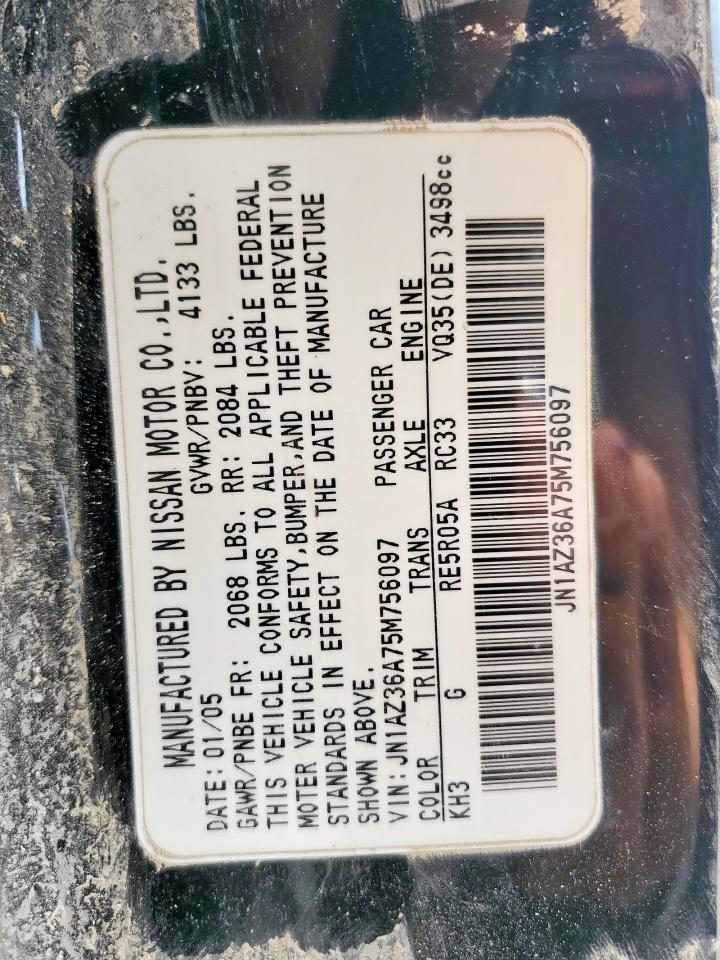 MANUFACTURED BY NISSAN MOTOR CO.,LTD.
DATE: 01/05 GVWR/PNBV: 4133 LBS.
GAWR/PNBE FR: 2068 LBS. RR: 2084 LBS.
THIS VEHICLE CONFORMS TO ALL APPLICABLE FEDERAL
MOTER VEHICLE SAFETY,BUMPER,AND THEFT PREVENTION
STANDARDS IN EFFECT ON THE DATE OF MANUFACTURE
SHOWN ABOVE.
VIN: JN1AZ36A75M756097 PASSENGER CAR
COLOR TRIM TRANS AXLE ENGINE
KH3 G RE5R05A RC33 VQ35(DE) 3498cc
JN1AZ36A75M756097